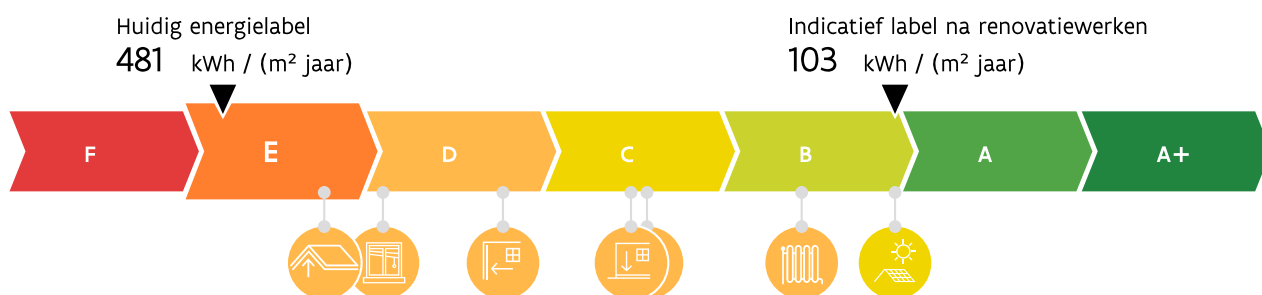 Huidig energielabel
481 kWh / (m² jaar)
Indicatief label na renovatiewerken
103 kWh / (m² jaar)
F E D C B A A+